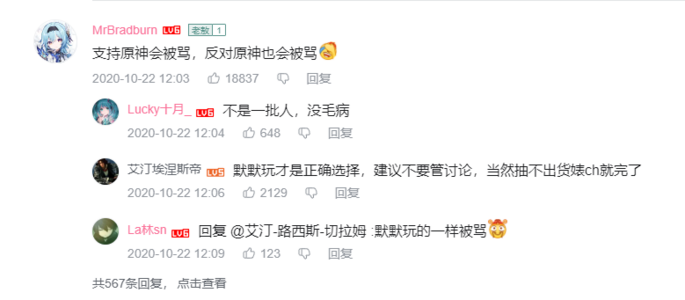 MrBradburn LV6 老敖 1
支持原神会被骂，反对原神也会被骂
2020-10-22 12:03 18837 回复
Lucky十月_ LV6 不是一批人，没毛病
2020-10-22 12:04 648 回复
艾汀埃涅斯帝 LV5 默默玩才是正确选择，建议不要管讨论，当然抽不出货婊ch就完了
2020-10-22 12:06 2129 回复
La林sn LV6 回复 @艾汀-路西斯-切拉姆 :默默玩的一样被骂
2020-10-22 12:09 123 回复
共567条回复，点击查看